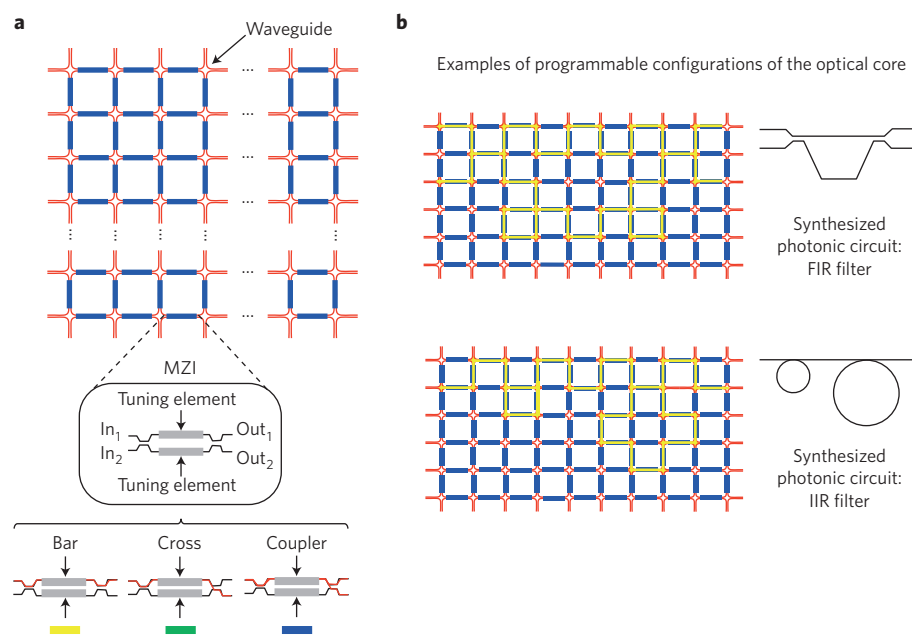 a
Waveguide
...
...
...
...
...
...
MZI
Tuning element
In1
Out1
In2
Out2
Tuning element
Bar
Cross
Coupler
b
Examples of programmable configurations of the optical core
Synthesized
photonic circuit:
FIR filter
Synthesized
photonic circuit:
IIR filter